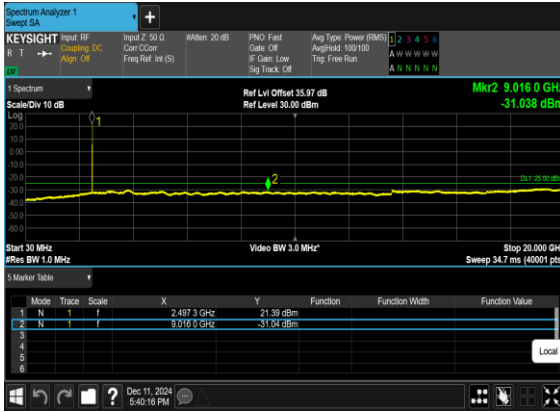 Spectrum Analyzer 1
Swept SA
+
KEYSIGHT Input: RF Input Z: 50 Ω #Atten: 20 dB PNO: Fast Avg Type: Power (RMS) 1 2 3 4 5 6
R T Coupling: DC Corr CCorr Gate: Off Avg|Hold: 100/100 A W W W W W
Align: Off Freq Ref: Int (S) IF Gain: Low Trig: Free Run
Sig Track: Off A N N N N N
1 Spectrum
Scale/Div 10 dB
Ref Lvl Offset 35.97 dB
Ref Level 30.00 dBm
Mkr2 9.016 0 GHz
-31.038 dBm
Log
20.0
10.0
0.00
-10.0
-20.0
-30.0
-40.0
-50.0
-60.0
1
2
Start 30 MHz Video BW 3.0 MHz* Stop 20.000 GH
#Res BW 1.0 MHz Sweep 34.7 ms (40001 pts
5 Marker Table
Mode Trace Scale X Y Function Function Width Function Value
1 N 1 f 2.497 3 GHz 21.39 dBm
2 N 1 f 9.016 0 GHz -31.04 dBm
3
4
5
6
Local
? Dec 11, 2024
5:40:16 PM